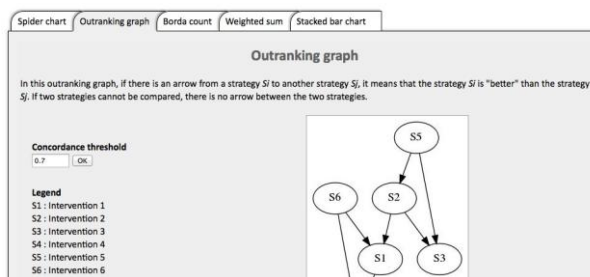 Spider chart
Outranking graph
Borda count
Weighted sum
Stacked bar chart
Outranking graph
In this outranking graph, if there is an arrow from a strategy Si to another strategy Sj, it means that the strategy Si is "better" than the strategy
Sj. If two strategies cannot be compared, there is no arrow between the two strategies.
Concordance threshold
0.7
OK
Legend
S1 : Intervention 1
S2 : Intervention 2
S3 : Intervention 3
S4 : Intervention 4
S5 : Intervention 5
S6 : Intervention 6
S5
S6
S2
S1
S3